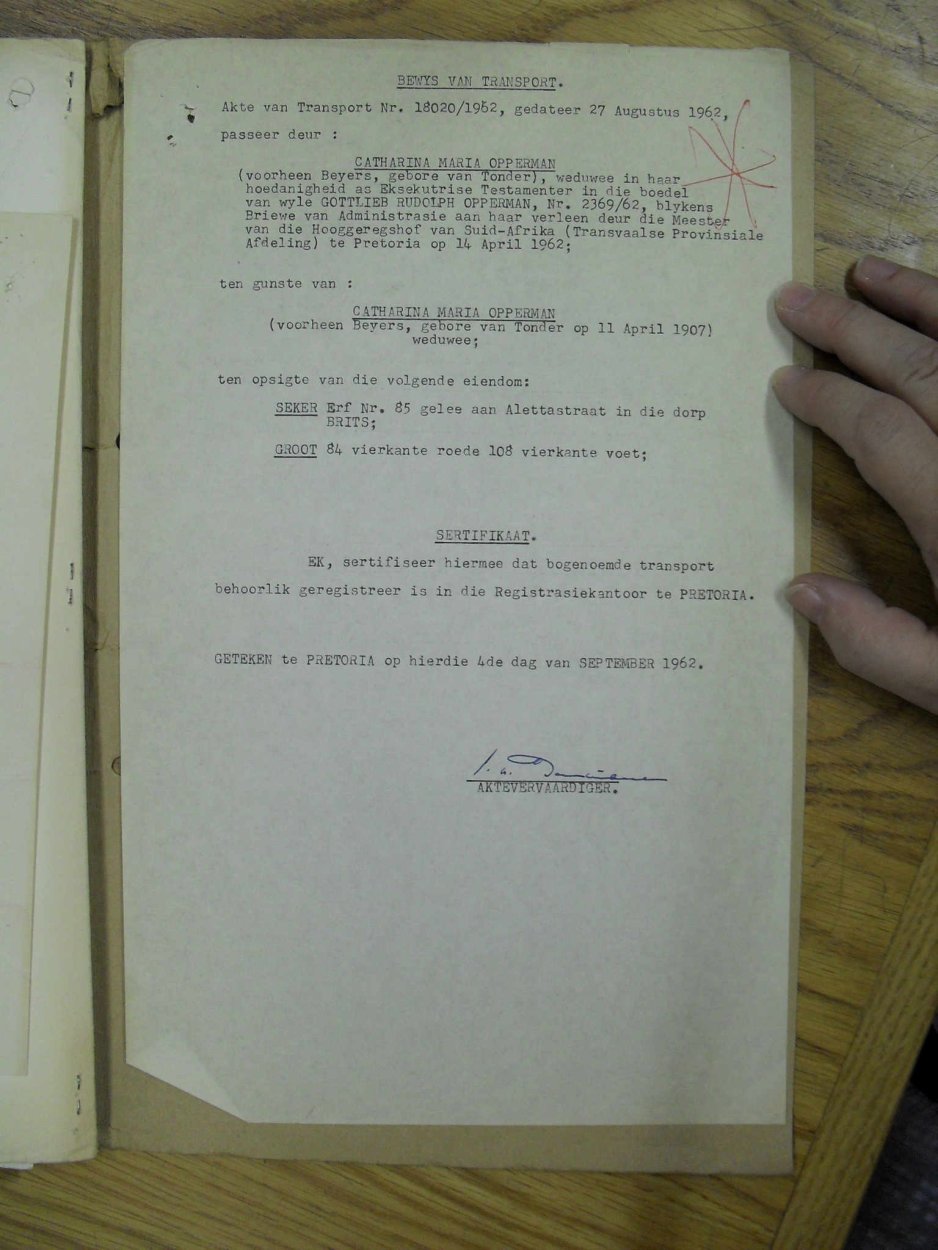 BEWYS VAN TRANSPORT.
Akte van Transport Nr. 18020/1962, gedateer 27 Augustus 1962,
passeer deur :
CATHARINA MARIA OPPERMAN
(voorheen Beyers, gebore van Tonder), weduwee in haar
hoedanigheid as Eksekutrise Testamenter in die boedel
van wyle GOTTLIEB RUDOLPH OPPERMAN, Nr. 2369/62, blykens
Briewe van Administrasie aan haar verleen deur die Meester
van die Hooggeregshof van Suid-Afrika (Transvaalse Provinsiale
Afdeling) te Pretoria op 14 April 1962;
ten gunste van :
CATHARINA MARIA OPPERMAN
(voorheen Beyers, gebore van Tonder op 11 April 1907)
weduwee;
ten opsigte van die volgende eiendom:
SEKER Erf Nr. 85 gelee aan Alettastraat in die dorp
BRITS;
GROOT 84 vierkante roede 108 vierkante voet;
SERTIFIKAAT.
EK, sertifiseer hiermee dat bogenoemde transport
behoorlik geregistreer is in die Registrasiekantoor te PRETORIA.
GETEKEN te PRETORIA op hierdie 4de dag van SEPTEMBER 1962.
AKTEVERVAARDIGER.